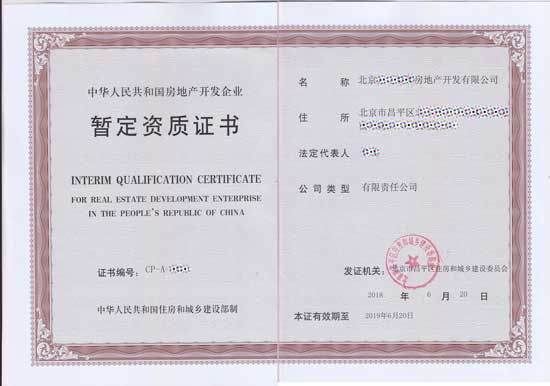 中华人民共和国房地产开发企业
暂定资质证书
INTERIM QUALIFICATION CERTIFICATE
FOR REAL ESTATE DEVELOPMENT ENTERPRISE
IN THE PEOPLE'S REPUBLIC OF CHINA
证书编号: CP-A
中华人民共和国住房和城乡建设部制
名 称 北京 房地产开发有限公司
住 所 北京市昌平区北
法定代表人
公司类型 有限责任公司
发证机关: 北京市昌平区住房和城乡建设委员会
2018 年 6 月 20 日
本证有效期至 2019年6月20日